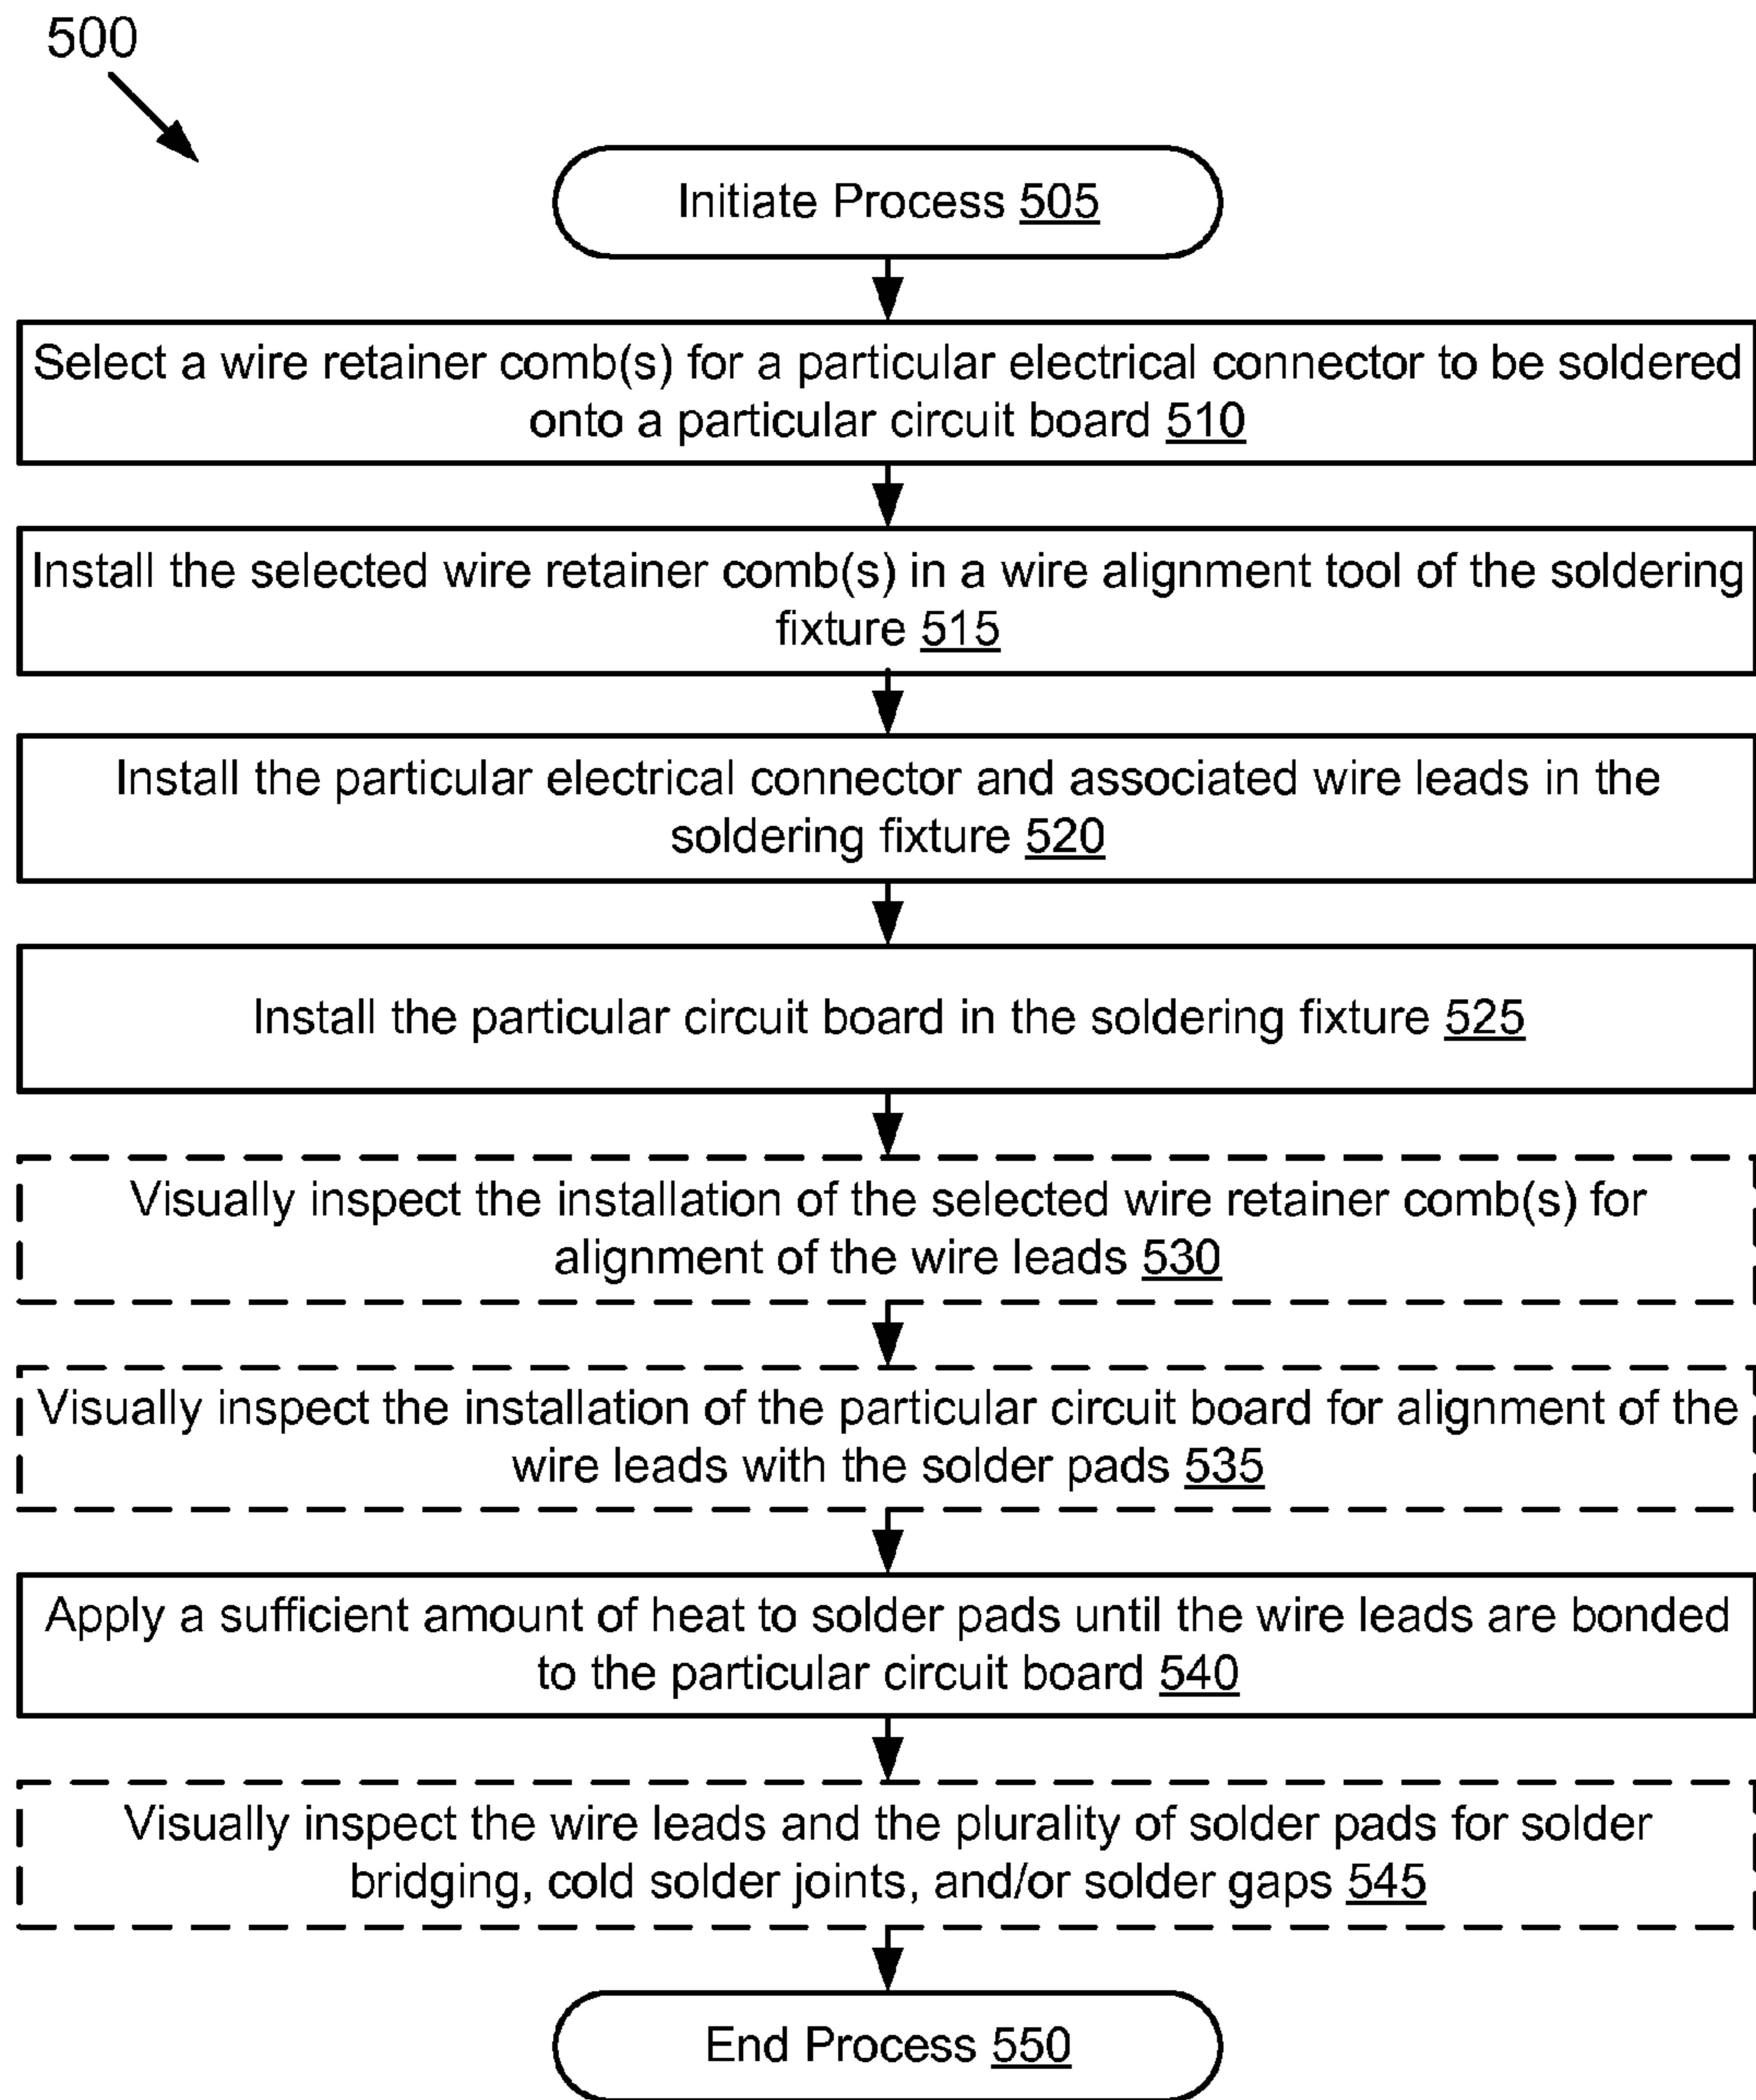 500
Initiate Process 505
Select a wire retainer comb(s) for a particular electrical connector to be soldered
onto a particular circuit board 510
Install the selected wire retainer comb(s) in a wire alignment tool of the soldering
fixture 515
Install the particular electrical connector and associated wire leads in the
soldering fixture 520
Install the particular circuit board in the soldering fixture 525
Visually inspect the installation of the selected wire retainer comb(s) for
alignment of the wire leads 530
Visually inspect the installation of the particular circuit board for alignment of the
wire leads with the solder pads 535
Apply a sufficient amount of heat to solder pads until the wire leads are bonded
to the particular circuit board 540
Visually inspect the wire leads and the plurality of solder pads for solder
bridging, cold solder joints, and/or solder gaps 545
End Process 550